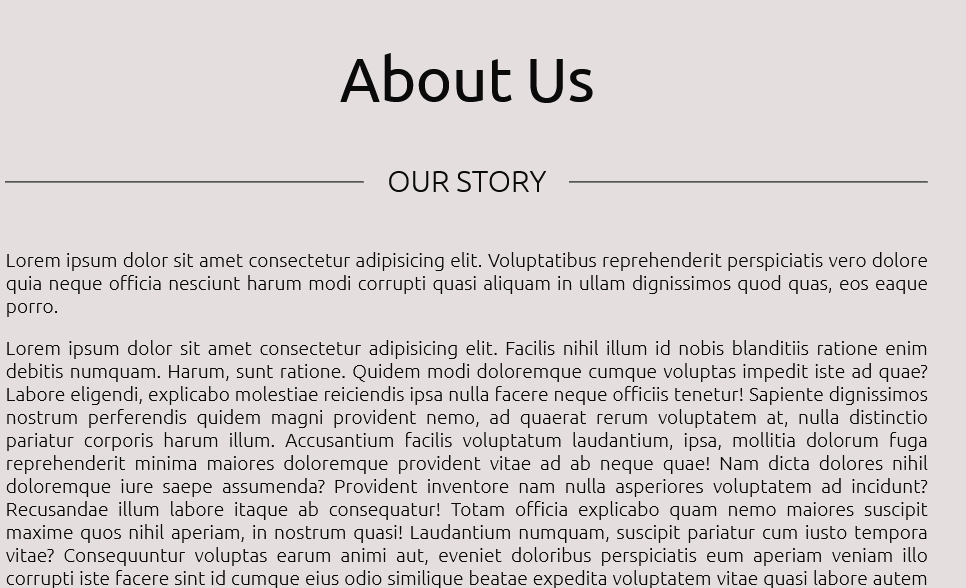 About Us
OUR STORY
Lorem ipsum dolor sit amet consectetur adipisicing elit. Voluptatibus reprehenderit perspiciatis vero dolore
quia neque officia nesciunt harum modi corrupti quasi aliquam in ullam dignissimos quod quas, eos eaque
porro.
Lorem ipsum dolor sit amet consectetur adipisicing elit. Facilis nihil illum id nobis blanditiis ratione enim
debitis numquam. Harum, sunt ratione. Quidem modi doloremque cumque voluptas impedit iste ad quae?
Labore eligendi, explicabo molestiae reiciendis ipsa nulla facere neque officiis tenetur! Sapiente dignissimos
nostrum perferendis quidem magni provident nemo, ad quaerat rerum voluptatem at, nulla distinctio
pariatur corporis harum illum. Accusantium facilis voluptatum laudantium, ipsa, mollitia dolorum fuga
reprehenderit minima maiores doloremque provident vitae ad ab neque quae! Nam dicta dolores nihil
doloremque iure saepe assumenda? Provident inventore nam nulla asperiores voluptatem ad incidunt?
Recusandae illum labore itaque ab consequatur! Totam officia explicabo quam nemo maiores suscipit
maxime quos nihil aperiam, in nostrum quasi! Laudantium numquam, suscipit pariatur cum iusto tempora
vitae? Consequuntur voluptas earum animi aut, eveniet doloribus perspiciatis eum aperiam veniam illo
corrupti iste facere sint id cumque eius odio similique beatae expedita voluptatem vitae quasi labore autem